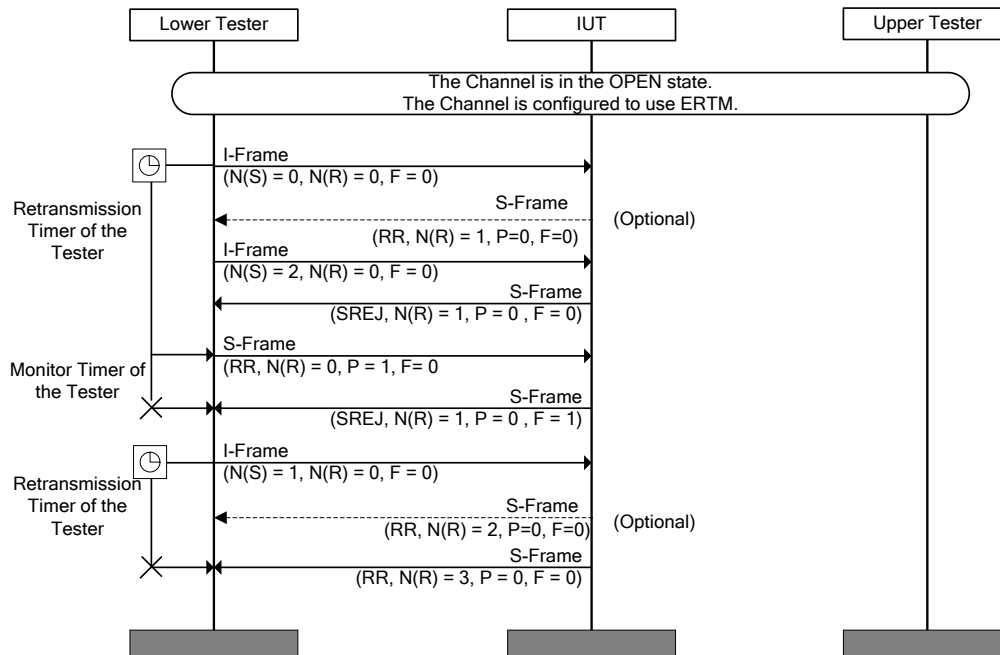 Lower Tester
IUT
Upper Tester
The Channel is in the OPEN state.
The Channel is configured to use ERTM.
I-Frame
(N(S) = 0, N(R) = 0, F = 0)
Retransmission
Timer of the
Tester
S-Frame
(Optional)
(RR, N(R) = 1, P=0, F=0)
I-Frame
(N(S) = 2, N(R) = 0, F = 0)
S-Frame
(SREJ, N(R) = 1, P = 0 , F = 0)
S-Frame
(RR, N(R) = 0, P = 1, F= 0
Monitor Timer of
the Tester
S-Frame
(SREJ, N(R) = 1, P = 0 , F = 1)
I-Frame
(N(S) = 1, N(R) = 0, F = 0)
Retransmission
Timer of the
Tester
S-Frame
(Optional)
(RR, N(R) = 2, P=0, F=0)
S-Frame
(RR, N(R) = 3, P = 0, F = 0)